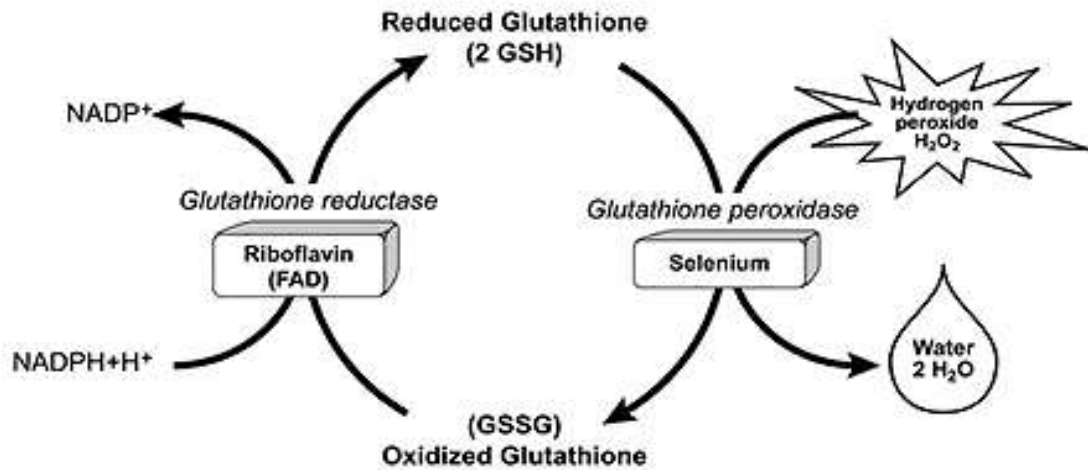 Reduced Glutathione
(2 GSH)
NADP⁺
Hydrogen
peroxide
H₂O₂
Glutathione reductase
Glutathione peroxidase
Riboflavin
(FAD)
Selenium
NADPH+H⁺
Water
2 H₂O
(GSSG)
Oxidized Glutathione